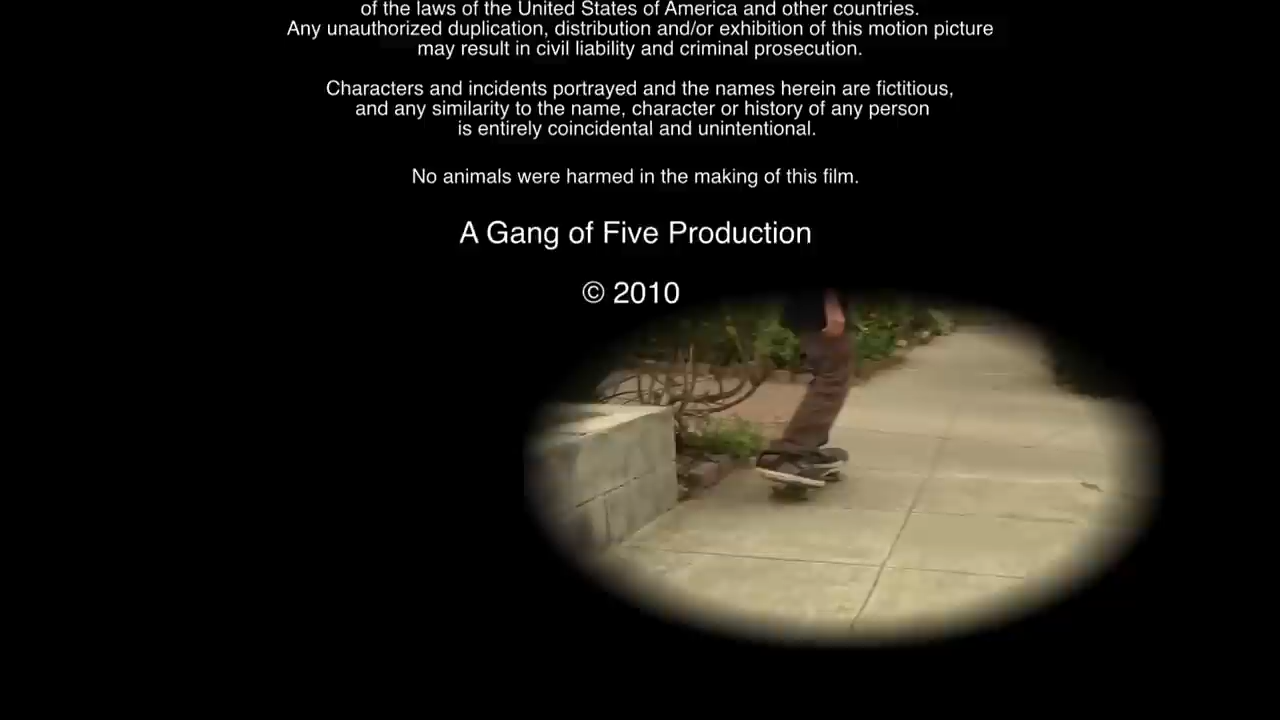 of the laws of the United States of America and other countries.
Any unauthorized duplication, distribution and/or exhibition of this motion picture
may result in civil liability and criminal prosecution.
Characters and incidents portrayed and the names herein are fictitious,
and any similarity to the name, character or history of any person
is entirely coincidental and unintentional.
No animals were harmed in the making of this film.
A Gang of Five Production
© 2010